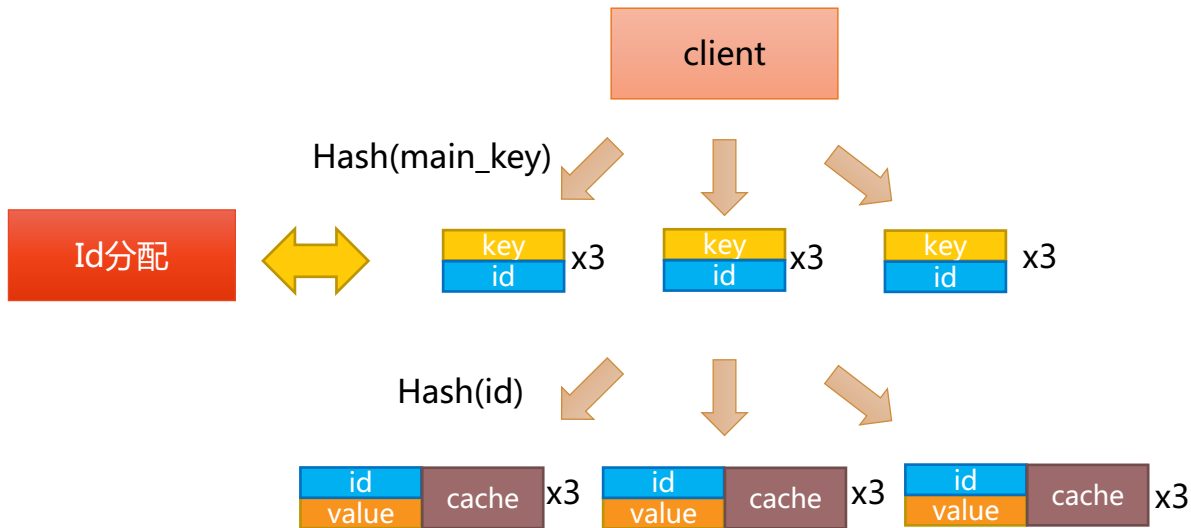 client
Hash(main_key)
Id分配
key
id
x3
key
id
x3
key
id
x3
Hash(id)
id
value
cache
x3
id
value
cache
x3
id
value
cache
x3